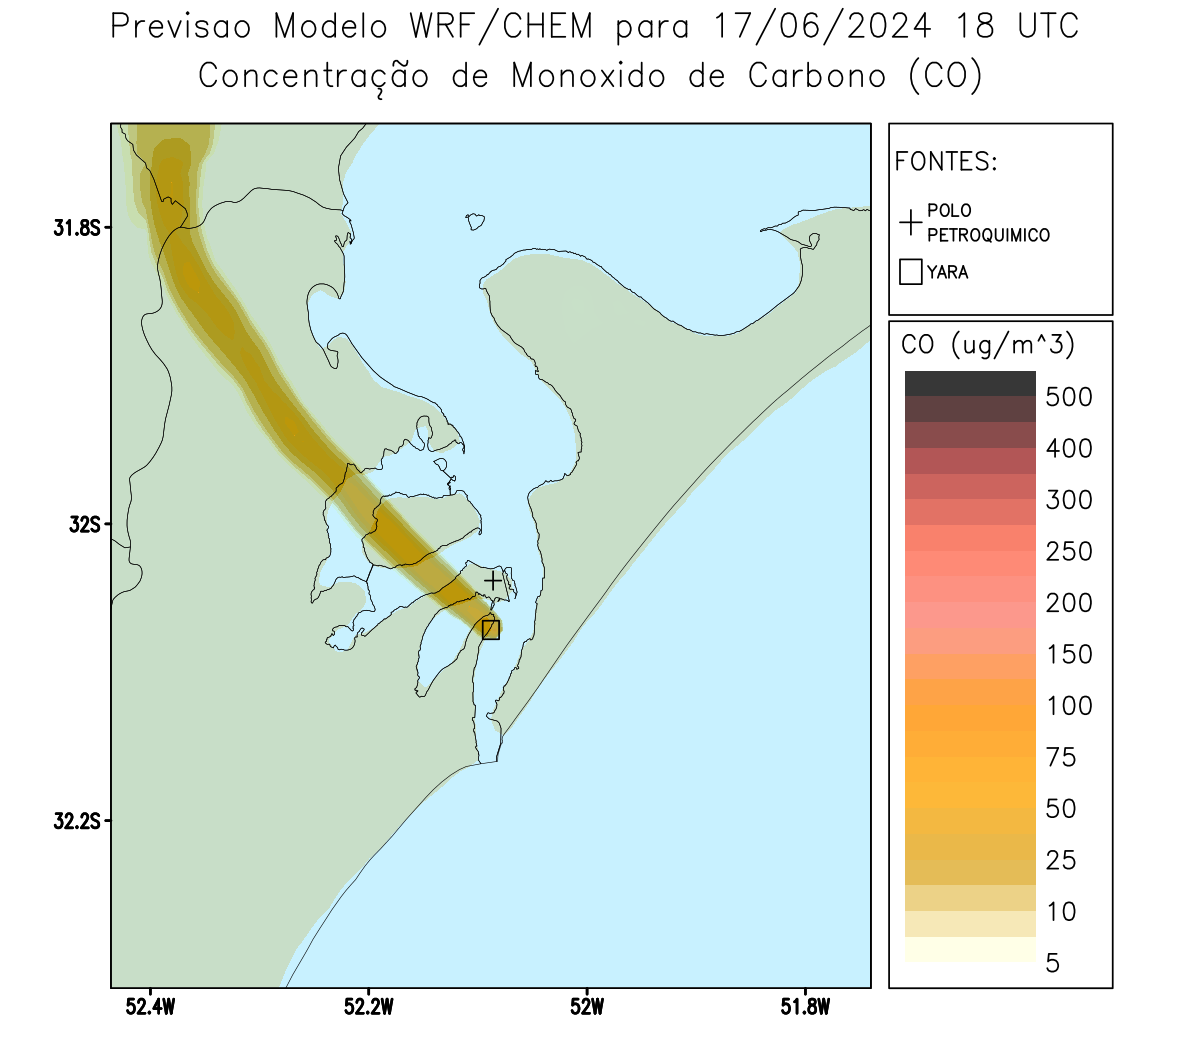 Previsao Modelo WRF/CHEM para 17/06/2024 18 UTC
Concentração de Monoxido de Carbono (CO)
FONTES:
POLO
PETROQUIMICO
YARA
CO (ug/m^3)
500
400
300
250
200
150
100
75
50
25
10
5
31.8S
32S
32.2S
52.4W
52.2W
52W
51.8W